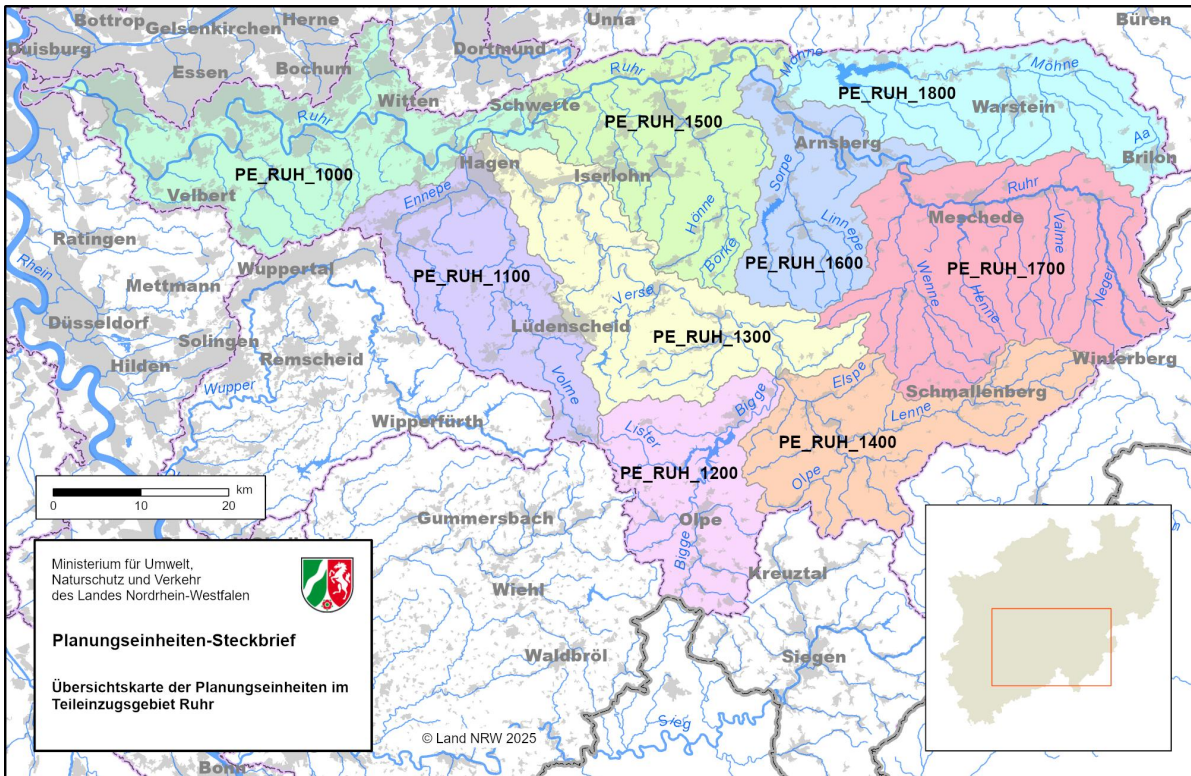 Bottrop
Gelsenkirchen
Herne
Unna
Büren
Duisburg
Dortmund
Essen
Bochum
Ruhr
Möhne
Möhne
Witten
Schwerte
PE_RUH_1800
Warstein
Ruhr
PE_RUH_1500
Arnsberg
Aa
Brilon
Hagen
PE_RUH_1000
Iserlohn
Sorpe
Velbert
Ennepe
Ruhr
Meschede
Hönne
Linnepe
Valme
Ratingen
Wuppertal
Borke
PE_RUH_1600
PE_RUH_1700
Rhein
PE_RUH_1100
Wenne
Henne
Neger
Mettmann
Verse
Düsseldorf
Lüdenscheid
Solingen
PE_RUH_1300
Hilden
Remscheid
Winterberg
Wupper
Volme
Elspe
Schmallenberg
Bigge
Lenne
Wipperfürth
Lister
PE_RUH_1400
PE_RUH_1200
Olpe
km
0 10 20
Gummersbach
Olpe
Bigge
Kreuztal
Wiehl
Waldbröl
Siegen
Sieg
Bonn
Ministerium für Umwelt,
Naturschutz und Verkehr
des Landes Nordrhein-Westfalen
Planungseinheiten-Steckbrief
Übersichtskarte der Planungseinheiten im
Teileinzugsgebiet Ruhr
© Land NRW 2025